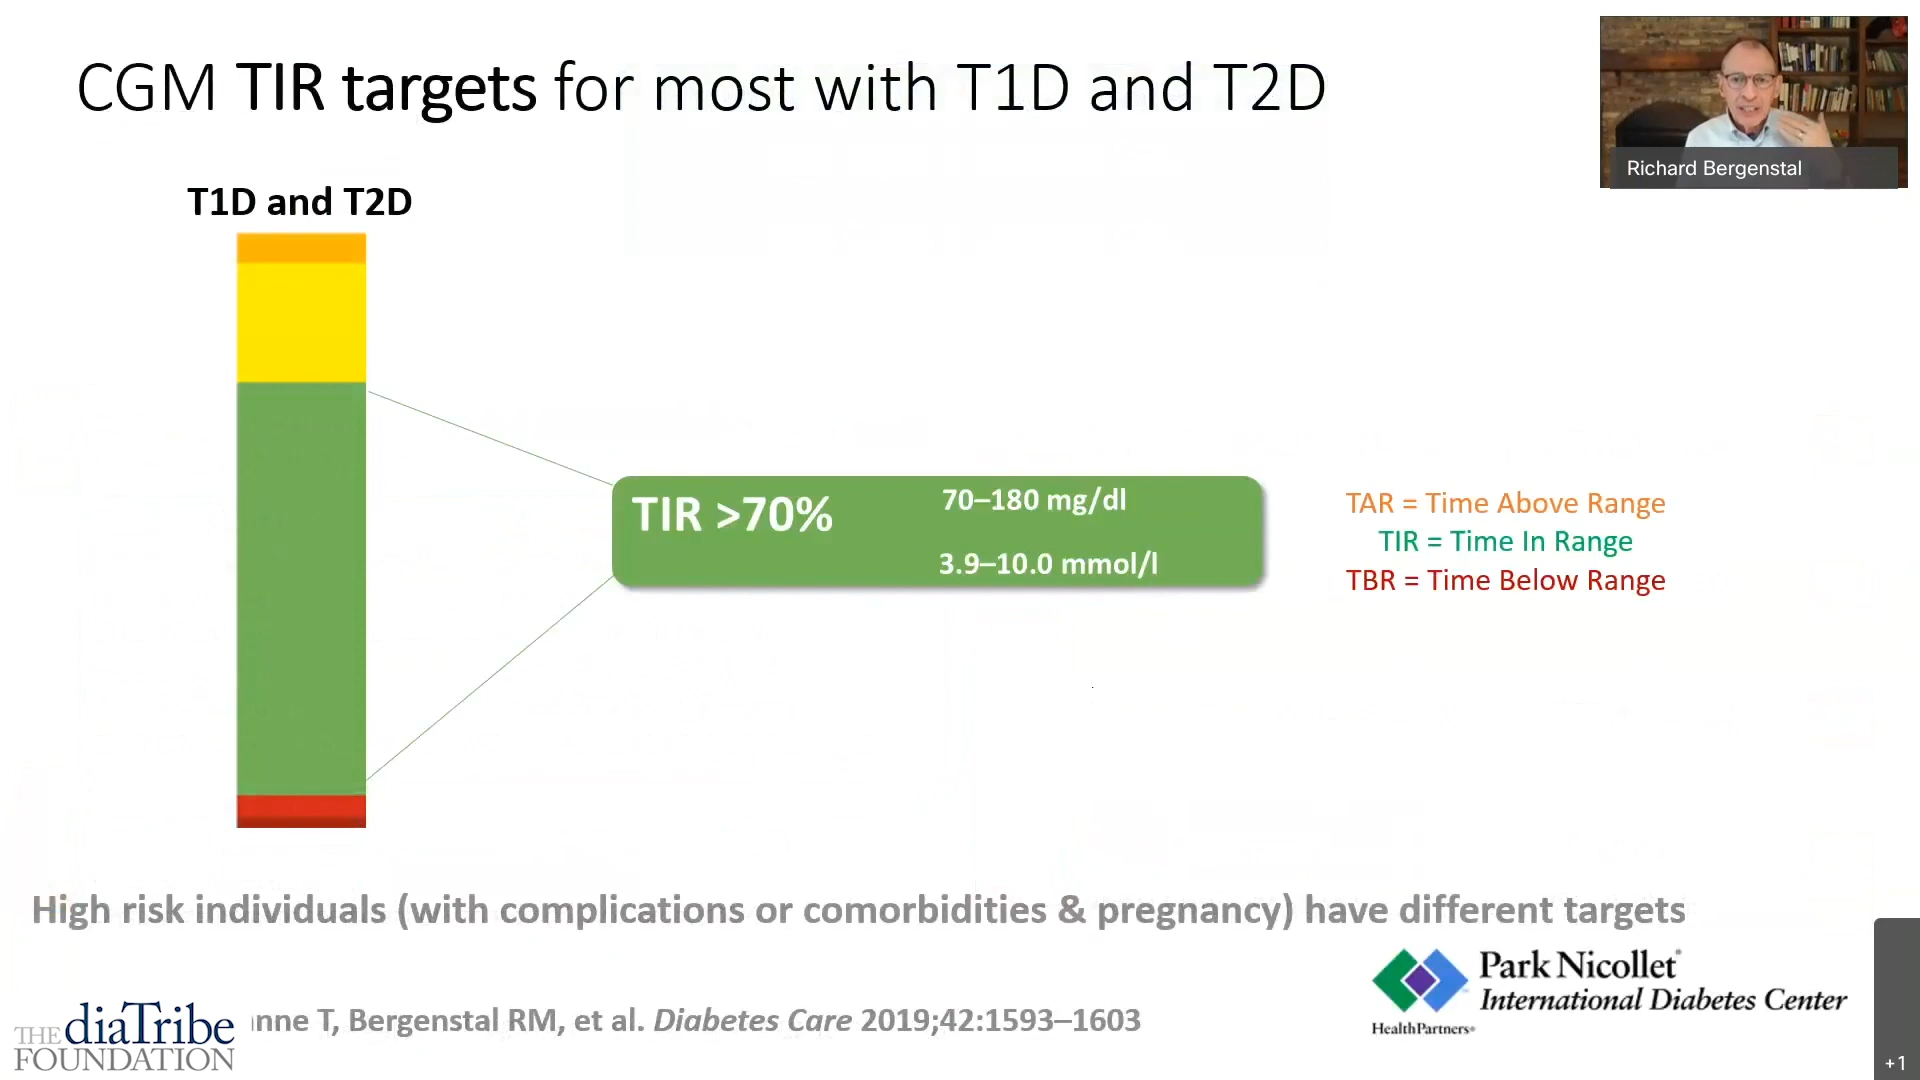 CGM TIR targets for most with T1D and T2D
Richard Bergenstal
T1D and T2D
TIR >70%
70–180 mg/dl
3.9–10.0 mmol/l
TAR = Time Above Range
TIR = Time In Range
TBR = Time Below Range
High risk individuals (with complications or comorbidities & pregnancy) have different targets
Park Nicollet®
International Diabetes Center
HealthPartners®
THE diaTribe
FOUNDATION
nne T, Bergenstal RM, et al. Diabetes Care 2019;42:1593–1603
+1